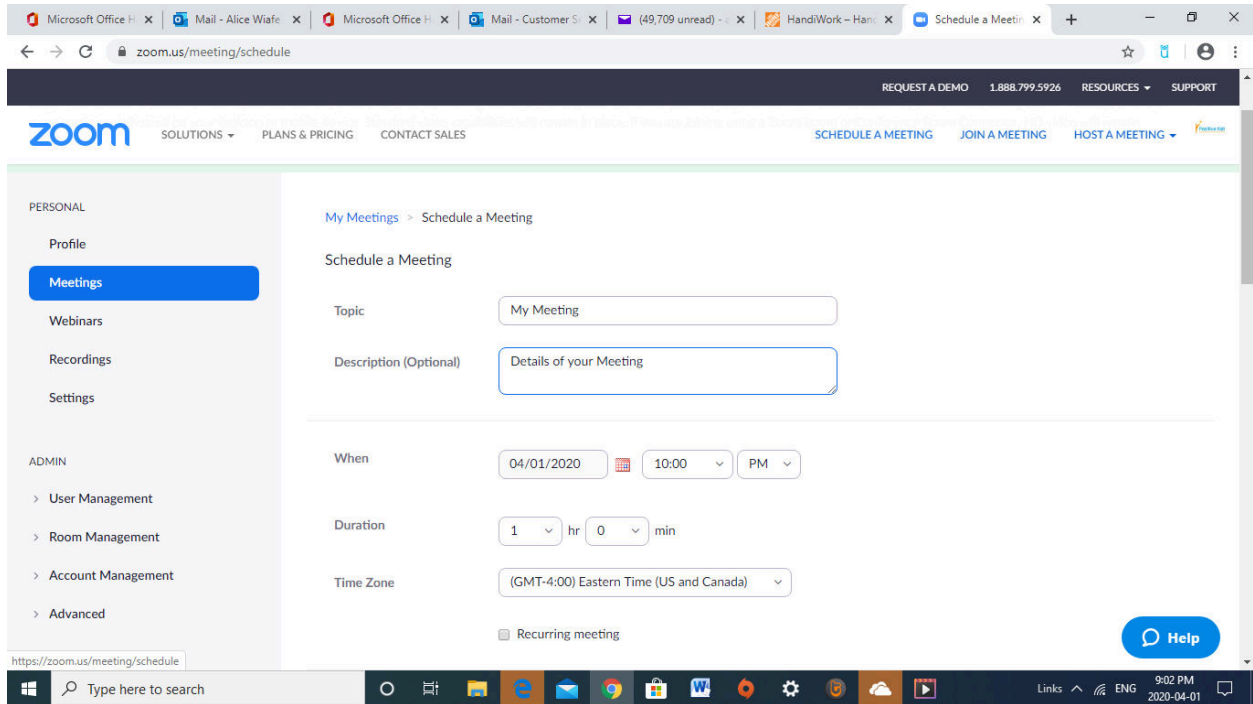 Microsoft Office H
Mail - Alice Wiafe
Microsoft Office H
Mail - Customer S
(49,709 unread) -
HandiWork – Han
Schedule a Meetin
zoom.us/meeting/schedule
REQUEST A DEMO 1.888.799.5926 RESOURCES SUPPORT
zoom SOLUTIONS PLANS & PRICING CONTACT SALES SCHEDULE A MEETING JOIN A MEETING HOST A MEETING
PERSONAL
Profile
Meetings
Webinars
Recordings
Settings
ADMIN
User Management
Room Management
Account Management
Advanced
My Meetings > Schedule a Meeting
Schedule a Meeting
Topic My Meeting
Description (Optional) Details of your Meeting
When 04/01/2020 10:00 PM
Duration 1 hr 0 min
Time Zone (GMT-4:00) Eastern Time (US and Canada)
Recurring meeting
Help
https://zoom.us/meeting/schedule
Type here to search
Links ENG 9:02 PM
2020-04-01